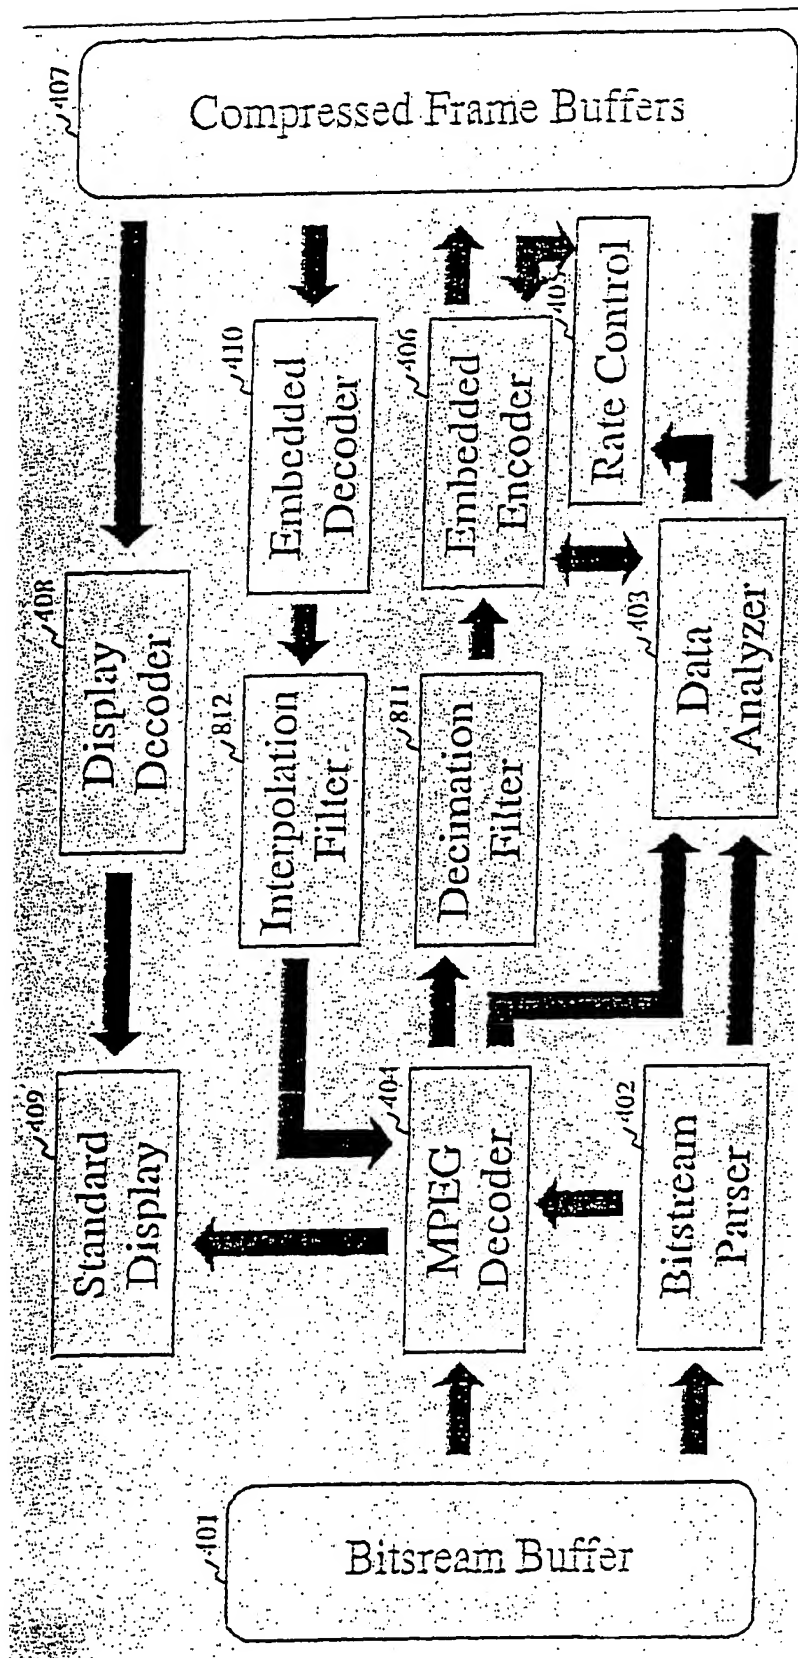 407
Compressed Frame Buffers
408
Display
Decoder
410
Embedded
Decoder
406
Embedded
Encoder
405
Rate Control
812
Interpolation
Filter
811
Decimation
Filter
403
Data
Analyzer
409
Standard
Display
404
MPEG
Decoder
402
Bitstream
Parser
401
Bitsream Buffer